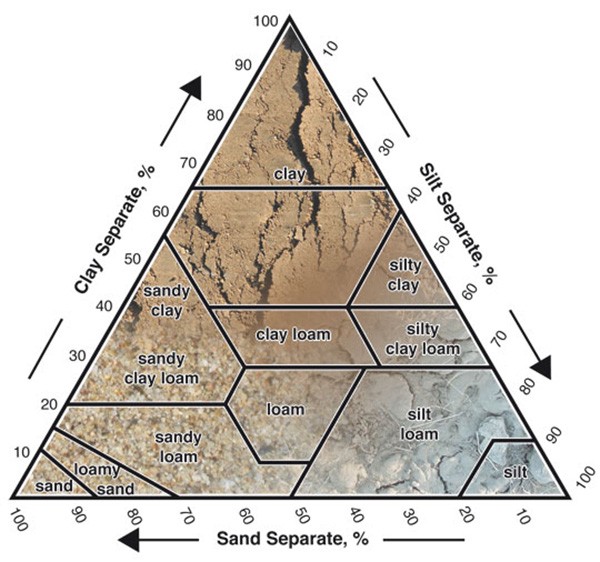 100
90
80
70
60
50
40
30
20
10
Clay Separate, %
10
20
30
40
50
60
70
80
90
100
Silt Separate, %
clay
silty
clay
sandy
clay
clay loam
silty
clay loam
sandy
clay loam
loam
silt
loam
sandy
loam
loamy
sand
sand
silt
100
90
80
70
60
50
40
30
20
10
Sand Separate, %